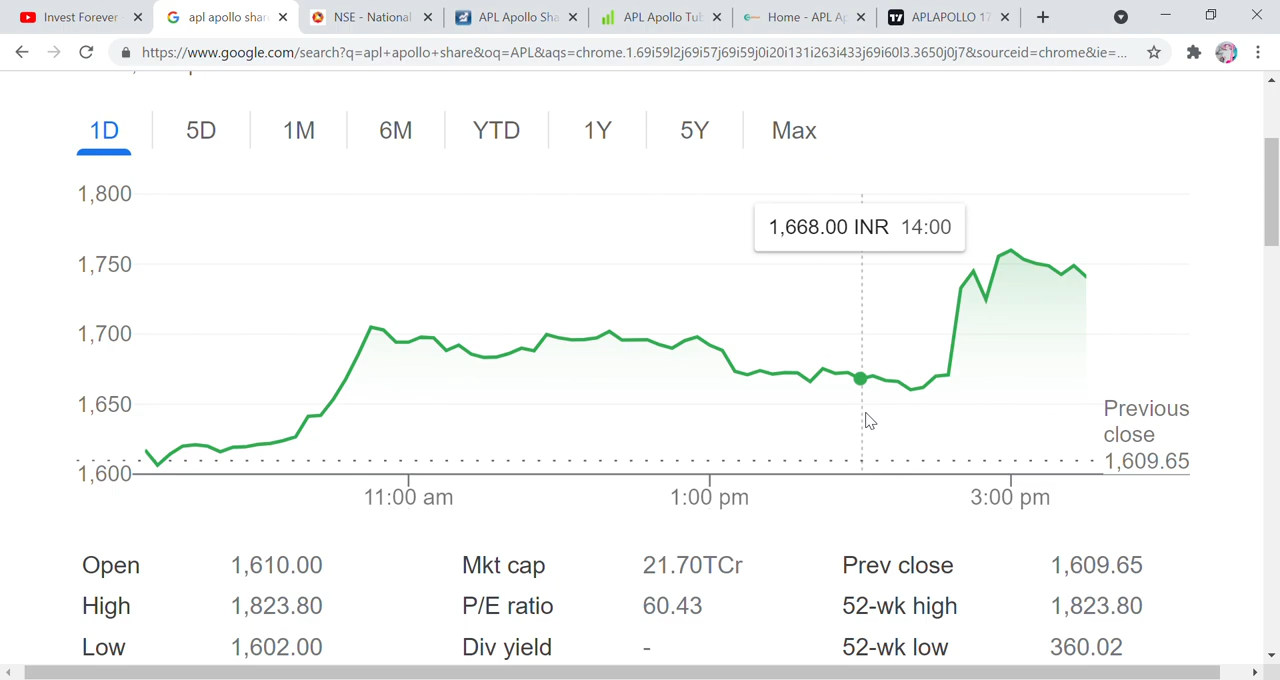 Invest Forever
apl apollo shar
NSE - National
APL Apollo Sha
APL Apollo Tub
Home - APL Ap
APLAPOLLO 17
https://www.google.com/search?q=apl+apollo+share&oq=APL&aqs=chrome.1.69i59l2j69i57j69i59j0i20i131i263i433j69i60l3.3650j0j7&sourceid=chrome&ie=...
1D 5D 1M 6M YTD 1Y 5Y Max
1,800
1,668.00 INR 14:00
1,750
1,700
1,650
1,600
Previous
close
1,609.65
11:00 am 1:00 pm 3:00 pm
Open 1,610.00 Mkt cap 21.70TCr Prev close 1,609.65
High 1,823.80 P/E ratio 60.43 52-wk high 1,823.80
Low 1,602.00 Div yield - 52-wk low 360.02